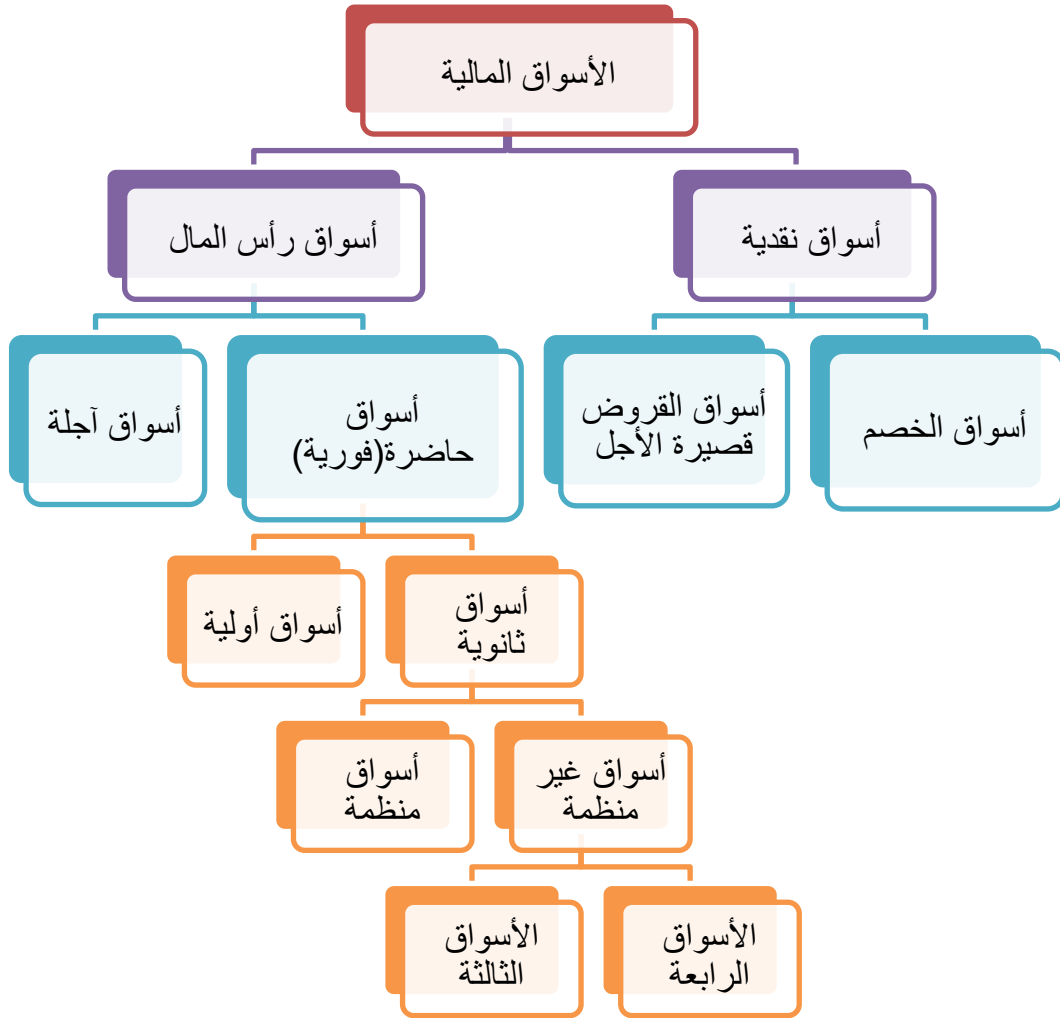 الأسواق المالية
أسواق نقدية
أسواق رأس المال
أسواق الخصم
أسواق القروض
قصيرة الأجل
أسواق
حاضرة(فورية)
أسواق آجلة
أسواق
ثانوية
أسواق أولية
أسواق غير
منظمة
أسواق
منظمة
الأسواق
الرابعة
الأسواق
الثالثة